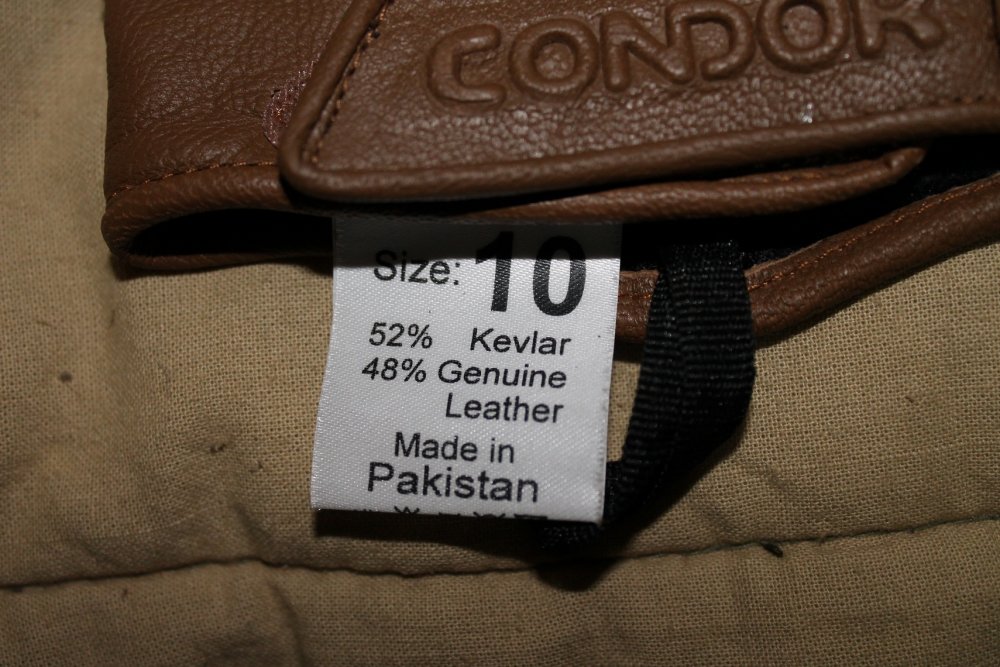 CONDOR
Size: 10
52% Kevlar
48% Genuine
Leather
Made in
Pakistan